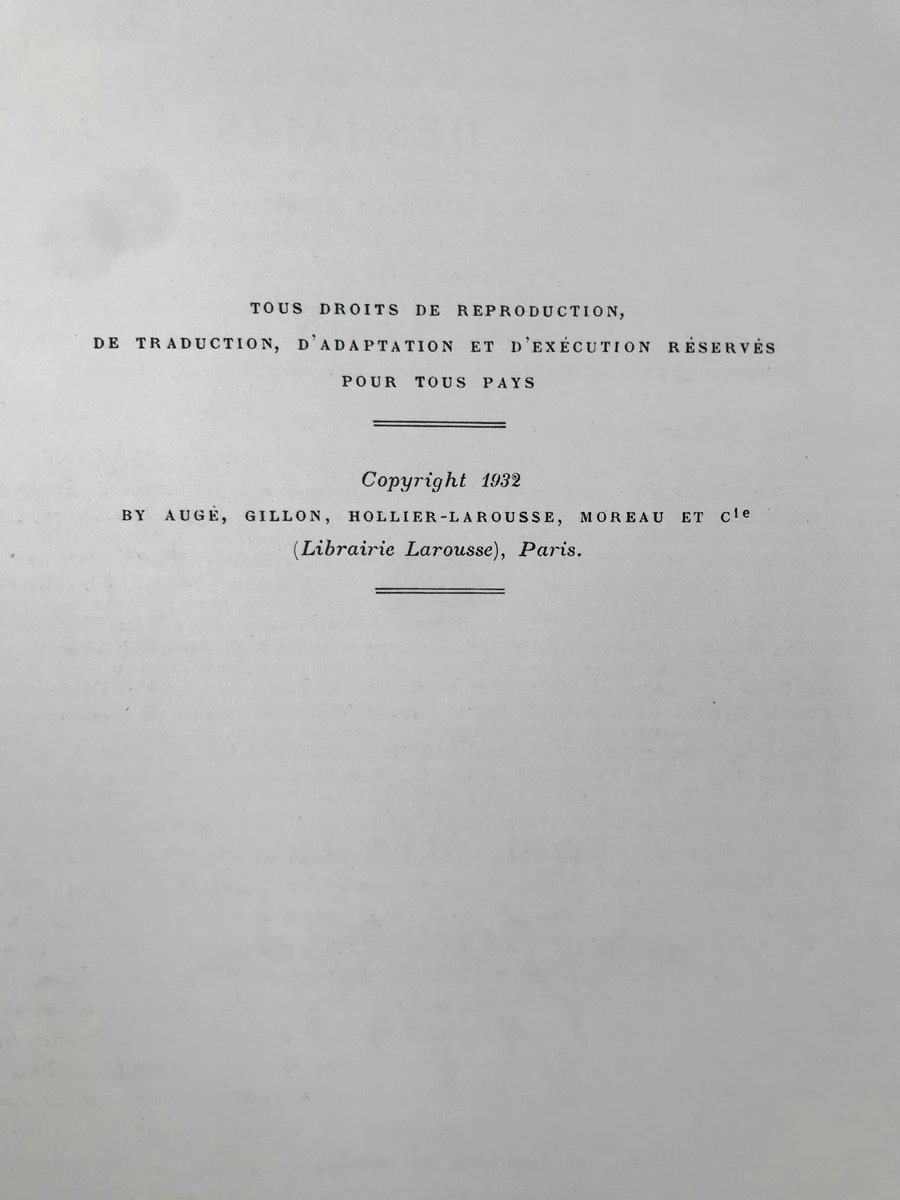 TOUS DROITS DE REPRODUCTION,
DE TRADUCTION, D'ADAPTATION ET D'EXÉCUTION RÉSERVÉS
POUR TOUS PAYS
Copyright 1932
BY AUGÉ, GILLON, HOLLIER-LAROUSSE, MOREAU ET Cie
(Librairie Larousse), Paris.